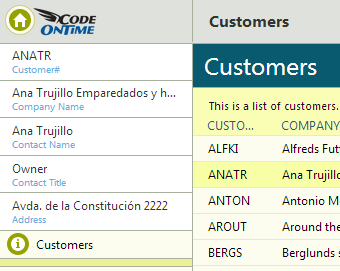 CODE
ONTIME
Customers
ANATR
Customer#
Ana Trujillo Emparedados y h...
Company Name
Ana Trujillo
Contact Name
Owner
Contact Title
Avda. de la Constitución 2222
Address
Customers
Customers
This is a list of customers.
CUSTO... COMPANY
ALFKI Alfreds Fut
ANATR Ana Trujillo
ANTON Antonio M
AROUT Around the
BERGS Berglunds s